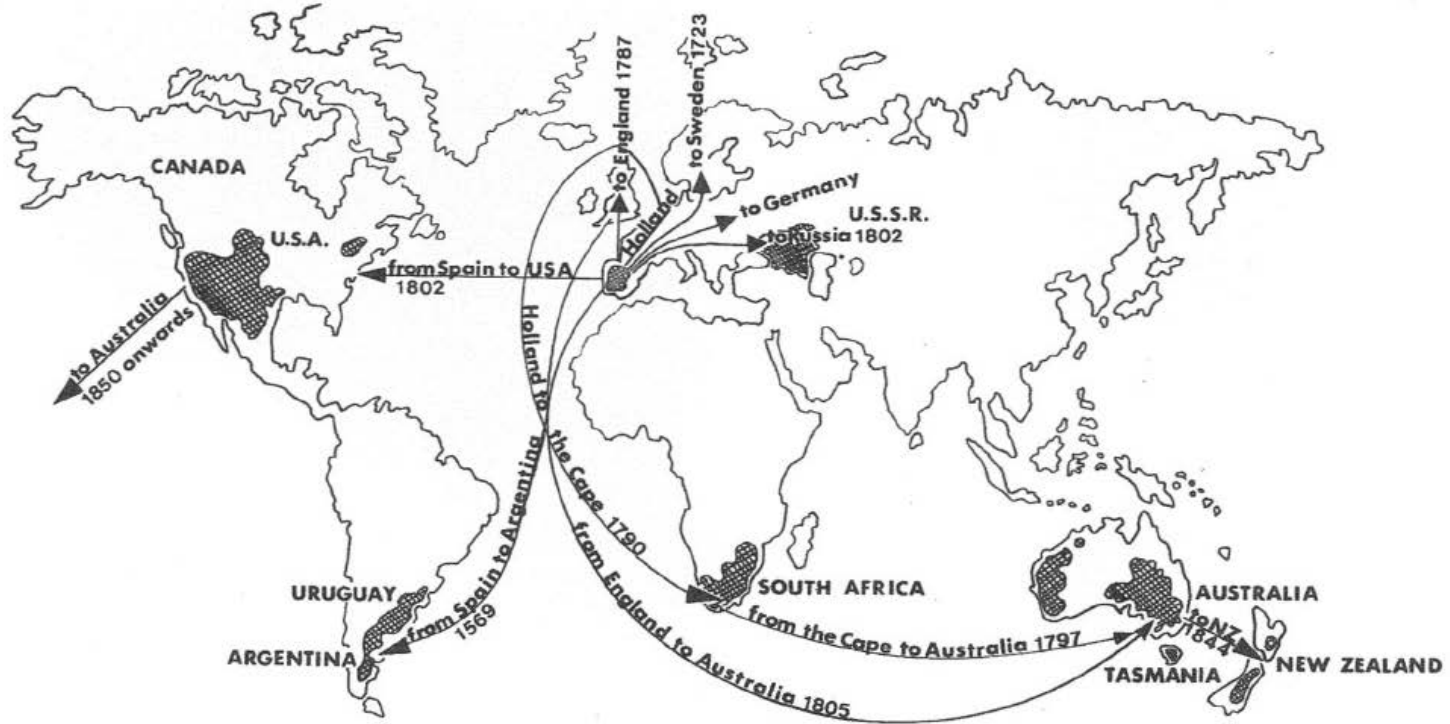 to England 1787
to Sweden 1723
CANADA
Holland
to Germany
U.S.S.R.
to Russia 1802
U.S.A.
from Spain to USA
1802
to Australia
1850 onwards
Holland to the Cape 1790
from Spain to Argentina
1569
from England to Australia 1805
URUGUAY
ARGENTINA
SOUTH AFRICA
from the Cape to Australia 1797
AUSTRALIA
to NZ
1844
TASMANIA
NEW ZEALAND